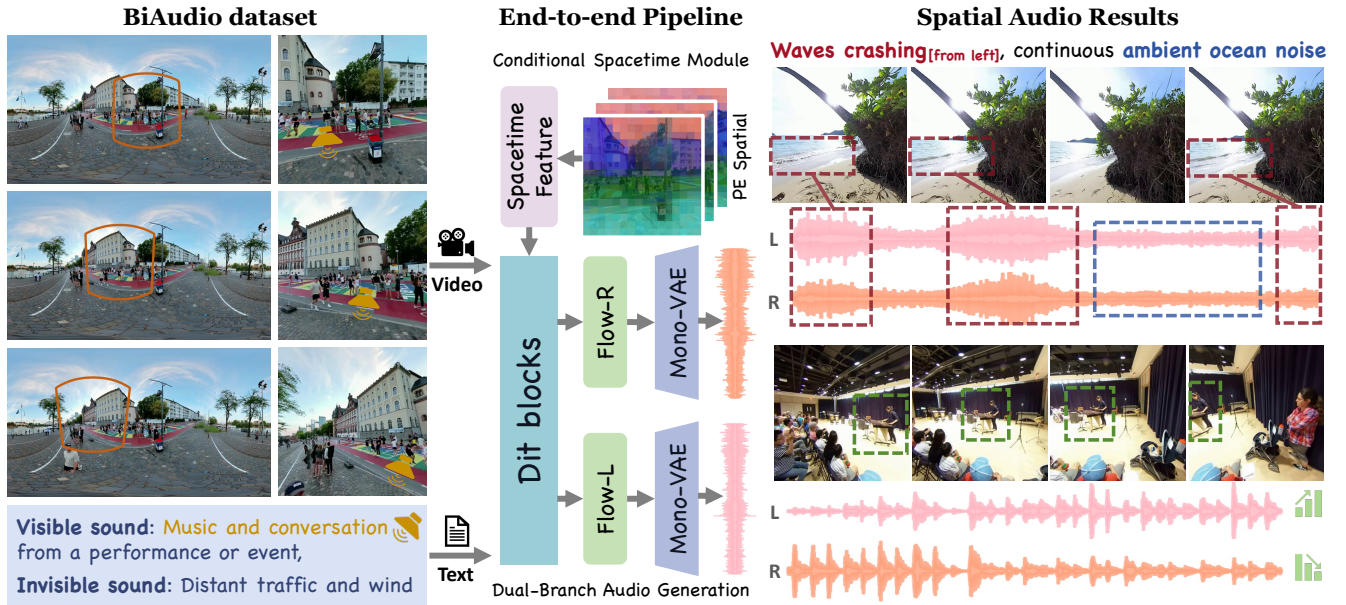 BiAudio dataset
Visible sound: Music and conversation
from a performance or event,
Invisible sound: Distant traffic and wind
End-to-end Pipeline
Conditional Spacetime Module
Spacetime
Feature
PE Spatial
Video
Text
Dit blocks
Flow-R
Mono-VAE
Flow-L
Mono-VAE
Dual-Branch Audio Generation
Spatial Audio Results
Waves crashing[from left], continuous ambient ocean noise
L
R
L
R